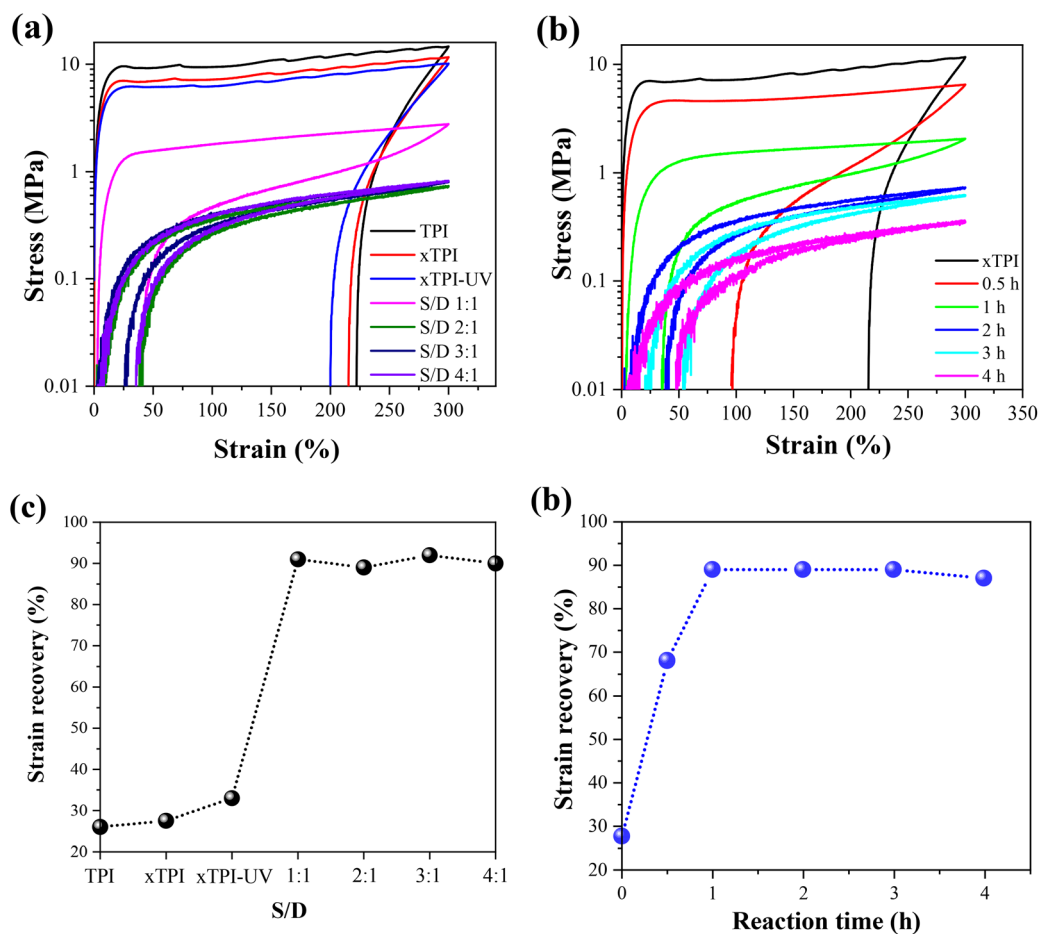 (a)
Stress (MPa)
10
1
0.1
0.01
0 50 100 150 200 250 300
Strain (%)
TPI
xTPI
xTPI-UV
S/D 1:1
S/D 2:1
S/D 3:1
S/D 4:1
(b)
Stress (MPa)
10
1
0.1
0.01
0 50 100 150 200 250 300 350
Strain (%)
xTPI
0.5 h
1 h
2 h
3 h
4 h
(c)
Strain recovery (%)
100
90
80
70
60
50
40
30
20
TPI xTPI xTPI-UV 1:1 2:1 3:1 4:1
S/D
(b)
Strain recovery (%)
100
90
80
70
60
50
40
30
20
0 1 2 3 4
Reaction time (h)